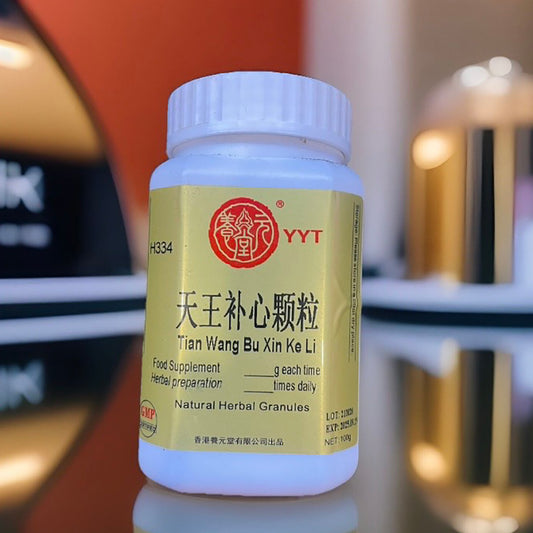 養元堂
®
YYT
H334
天王补心颗粒
Tian Wang Bu Xin Ke Li
Food Supplement
_____g each time
Herbal preparation
_____times daily
Natural Herbal Granules
GMP
NET: 100g
香港養元堂有限公司出品